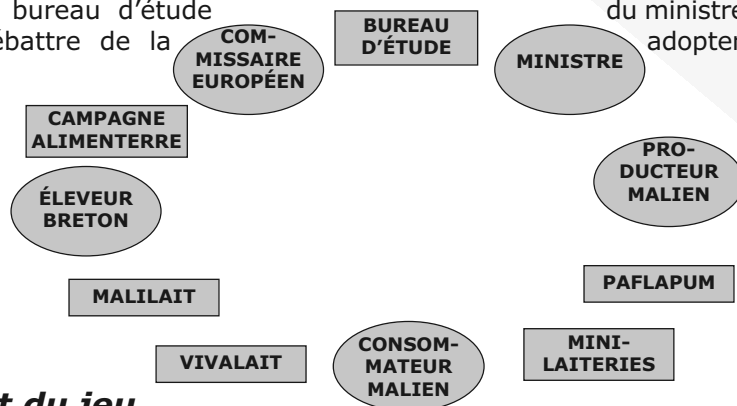 bureau d’étude
ébattre de la
du ministre
adopter
BUREAU
D’ÉTUDE
COM-
MISSAIRE
EUROPÉEN
MINISTRE
CAMPAGNE
ALIMENTERRE
PRO-
DUCTEUR
MALIEN
ÉLEVEUR
BRETON
PAFLAPUM
MALILAIT
MINI-
LAITERIES
CONSOM-
MATEUR
MALIEN
VIVALAIT
t du jeu